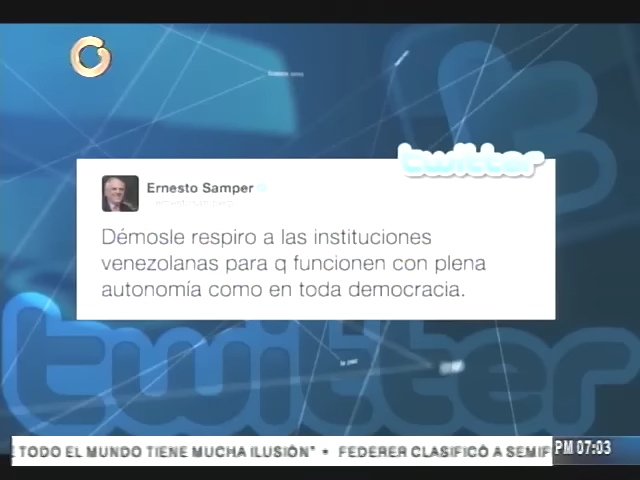 twitter
Ernesto Samper
Démosle respiro a las instituciones
venezolanas para q funcionen con plena
autonomía como en toda democracia.
twitter
E TODO EL MUNDO TIENE MUCHA ILUSIÓN" • FEDERER CLASIFICÓ A SEMIF
PM 07:03